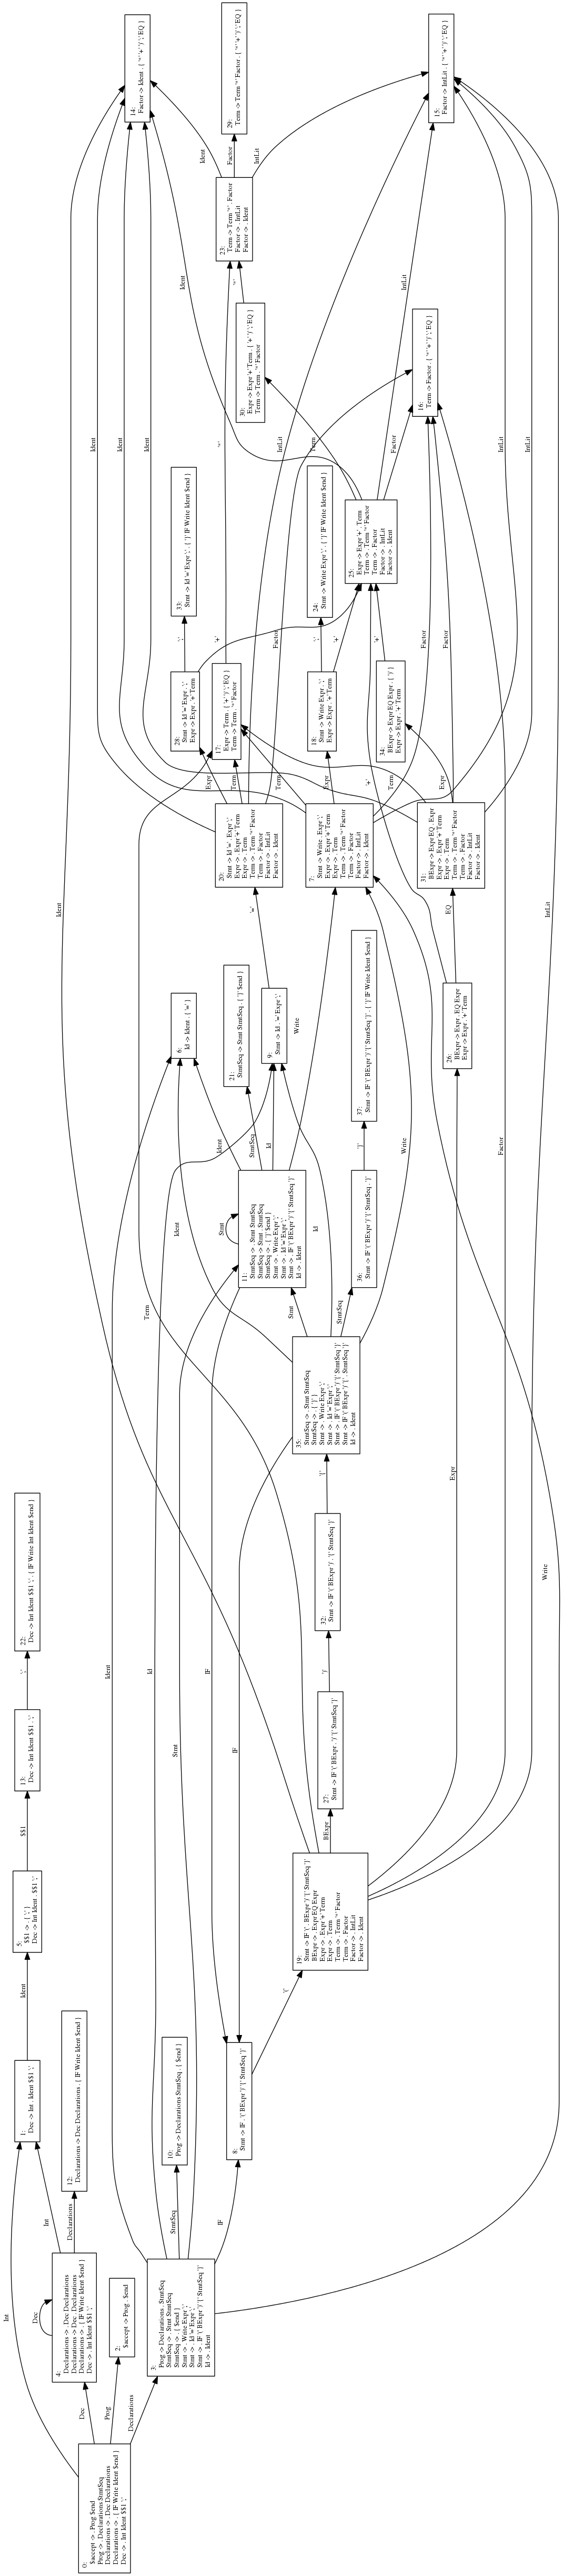 0:
$accept -> . Prog $end
Prog -> . Declarations StmtSeq
Declarations -> . Dec Declarations
Declarations -> . { IF Write Ident $end }
Dec -> . Int Ident $$1 ';'
Int
Dec
Prog
Declarations
4:
Declarations -> . Dec Declarations
Declarations -> Dec . Declarations
Declarations -> . { IF Write Ident $end }
Dec -> . Int Ident $$1 ';'
Dec
Int
Declarations
2:
$accept -> Prog . $end
3:
Prog -> Declarations . StmtSeq
StmtSeq -> . Stmt StmtSeq
StmtSeq -> . { $end }
Stmt -> . Write Expr ';'
Stmt -> . Id '=' Expr ';'
Stmt -> . IF '(' BExpr ')' '{' StmtSeq '}'
Id -> . Ident
Ident
Id
Stmt
StmtSeq
IF
Write
1:
Dec -> Int . Ident $$1 ';'
Ident
12:
Declarations -> Dec Declarations . { IF Write Ident $end }
10:
Prog -> Declarations StmtSeq . { $end }
8:
Stmt -> IF . '(' BExpr ')' '{' StmtSeq '}'
'('
5:
$$1 -> . { ';' }
Dec -> Int Ident . $$1 ';'
$$1
19:
Stmt -> IF '(' . BExpr ')' '{' StmtSeq '}'
BExpr -> . Expr EQ Expr
Expr -> . Expr '+' Term
Expr -> . Term
Term -> . Term '*' Factor
Term -> . Factor
Factor -> . IntLit
Factor -> . Ident
Ident
Term
BExpr
Expr
Factor
IntLit
13:
Dec -> Int Ident $$1 . ';'
';'
27:
Stmt -> IF '(' BExpr . ')' '{' StmtSeq '}'
')'
22:
Dec -> Int Ident $$1 ';' . { IF Write Int Ident $end }
32:
Stmt -> IF '(' BExpr ')' . '{' StmtSeq '}'
'{'
35:
StmtSeq -> . Stmt StmtSeq
StmtSeq -> . { '}' }
Stmt -> . Write Expr ';'
Stmt -> . Id '=' Expr ';'
Stmt -> . IF '(' BExpr ')' '{' StmtSeq '}'
Stmt -> IF '(' BExpr ')' '{' . StmtSeq '}'
Id -> . Ident
Ident
IF
Stmt
Id
StmtSeq
Write
11:
StmtSeq -> . Stmt StmtSeq
StmtSeq -> Stmt . StmtSeq
StmtSeq -> . { '}' $end }
Stmt -> . Write Expr ';'
Stmt -> . Id '=' Expr ';'
Stmt -> . IF '(' BExpr ')' '{' StmtSeq '}'
Id -> . Ident
Stmt
Ident
StmtSeq
Id
Write
IF
36:
Stmt -> IF '(' BExpr ')' '{' StmtSeq . '}'
'}'
6:
Id -> Ident . { '=' }
21:
StmtSeq -> Stmt StmtSeq . { '}' $end }
9:
Stmt -> Id . '=' Expr ';'
'='
37:
Stmt -> IF '(' BExpr ')' '{' StmtSeq '}' . { '}' IF Write Ident $end }
26:
BExpr -> Expr . EQ Expr
Expr -> Expr . '+' Term
EQ
'+'
20:
Stmt -> Id '=' . Expr ';'
Expr -> . Expr '+' Term
Expr -> . Term
Term -> . Term '*' Factor
Term -> . Factor
Factor -> . IntLit
Factor -> . Ident
Ident
Expr
Term
IntLit
Factor
7:
Stmt -> Write . Expr ';'
Expr -> . Expr '+' Term
Expr -> . Term
Term -> . Term '*' Factor
Term -> . Factor
Factor -> . IntLit
Factor -> . Ident
Ident
Term
Expr
Factor
IntLit
31:
BExpr -> Expr EQ . Expr
Expr -> . Expr '+' Term
Expr -> . Term
Term -> . Term '*' Factor
Term -> . Factor
Factor -> . IntLit
Factor -> . Ident
Ident
Term
Expr
Factor
IntLit
28:
Stmt -> Id '=' Expr . ';'
Expr -> Expr . '+' Term
';'
'+'
17:
Expr -> Term . { '+' ')' ';' EQ }
Term -> Term . '*' Factor
'*'
18:
Stmt -> Write Expr . ';'
Expr -> Expr . '+' Term
';'
'+'
34:
BExpr -> Expr EQ Expr . { ')' }
Expr -> Expr . '+' Term
'+'
33:
Stmt -> Id '=' Expr ';' . { '}' IF Write Ident $end }
24:
Stmt -> Write Expr ';' . { '}' IF Write Ident $end }
25:
Expr -> Expr '+' . Term
Term -> . Term '*' Factor
Term -> . Factor
Factor -> . IntLit
Factor -> . Ident
Ident
Term
IntLit
Factor
30:
Expr -> Expr '+' Term . { '+' ')' ';' EQ }
Term -> Term . '*' Factor
'*'
16:
Term -> Factor . { '*' '+' ')' ';' EQ }
23:
Term -> Term '*' . Factor
Factor -> . IntLit
Factor -> . Ident
Ident
Factor
IntLit
14:
Factor -> Ident . { '*' '+' ')' ';' EQ }
29:
Term -> Term '*' Factor . { '*' '+' ')' ';' EQ }
15:
Factor -> IntLit . { '*' '+' ')' ';' EQ }